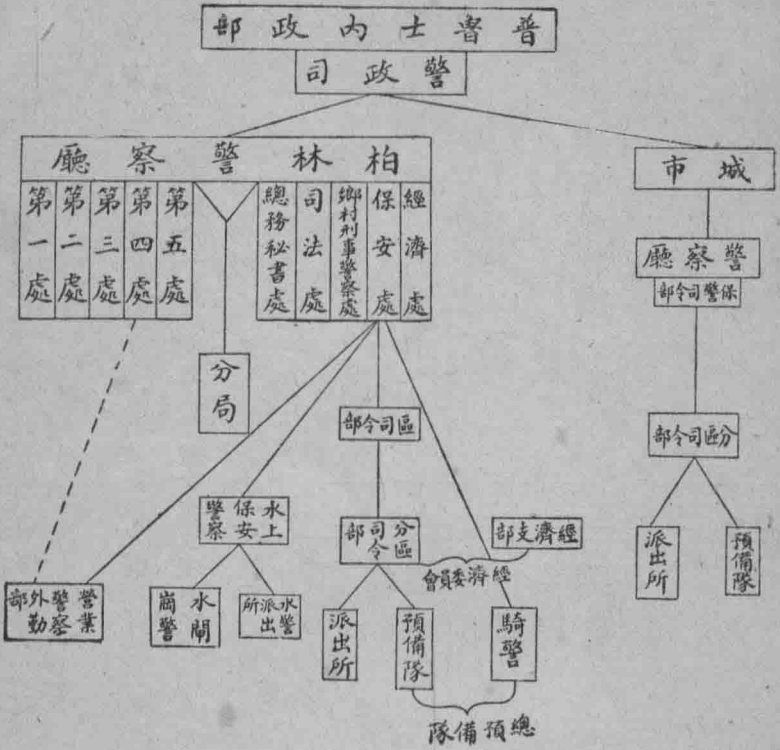 普魯士內政部
警政司
柏林警察廳
城市
經濟處
保安處
鄉村刑事警察處
司法處
總務秘書處
第五處
第四處
第三處
第二處
第一處
警察廳
保警司令部
分局
區司令部
分區司令部
水上保安警察
分區司令部
經濟支部
經濟委員會
派出所
預備隊
營業警察外勤部
水閘崗警
水警派出所
派出所
預備隊
騎警
總預備隊